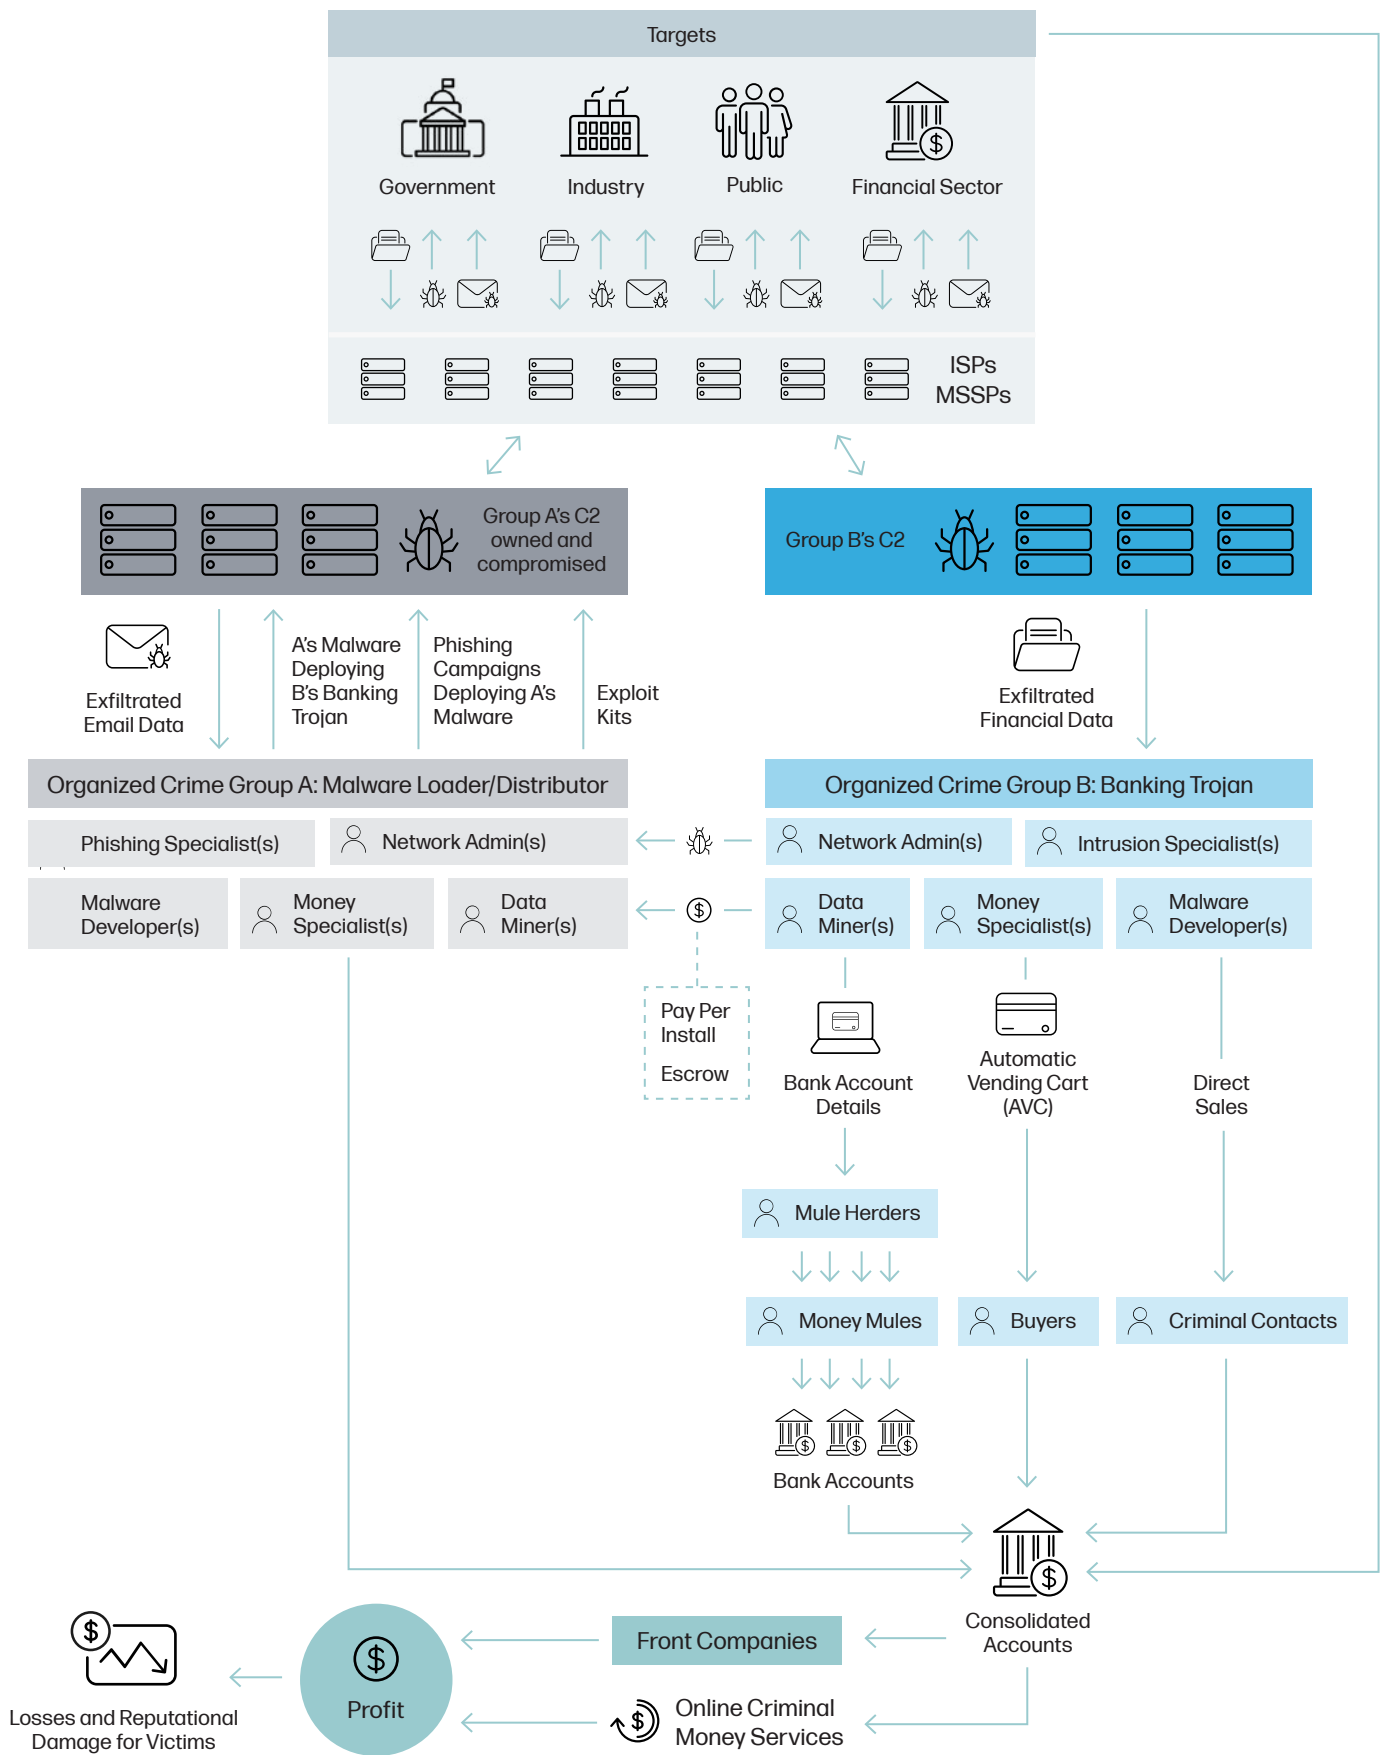 Targets
Government
Industry
Public
Financial Sector
ISPs
MSSPs
Group A's C2
owned and
compromised
Group B's C2
Exfiltrated
Email Data
A's Malware
Deploying
B's Banking
Trojan
Phishing
Campaigns
Deploying A's
Malware
Exploit
Kits
Exfiltrated
Financial Data
Organized Crime Group A: Malware Loader/Distributor
Phishing Specialist(s)
Network Admin(s)
Malware
Developer(s)
Money
Specialist(s)
Data
Miner(s)
Organized Crime Group B: Banking Trojan
Network Admin(s)
Intrusion Specialist(s)
Data
Miner(s)
Money
Specialist(s)
Malware
Developer(s)
Pay Per
Install
Escrow
Bank Account
Details
Automatic
Vending Cart
(AVC)
Direct
Sales
Mule Herders
Money Mules
Buyers
Criminal Contacts
Bank Accounts
Consolidated
Accounts
Front Companies
Online Criminal
Money Services
Profit
Losses and Reputational
Damage for Victims